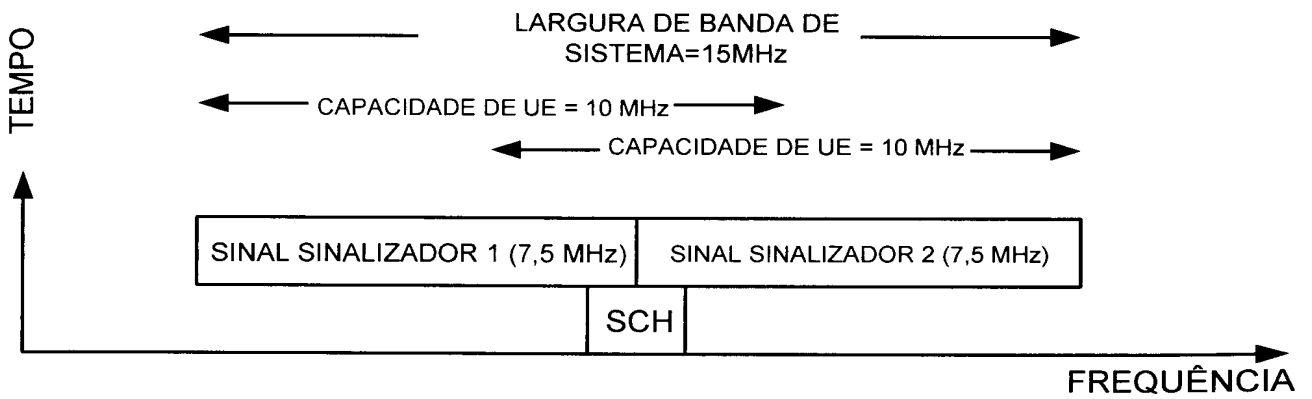 TEMPO
LARGURA DE BANDA DE
SISTEMA=15MHz
CAPACIDADE DE UE = 10 MHz
CAPACIDADE DE UE = 10 MHz
SINAL SINALIZADOR 1 (7,5 MHz)
SINAL SINALIZADOR 2 (7,5 MHz)
SCH
FREQUÊNCIA